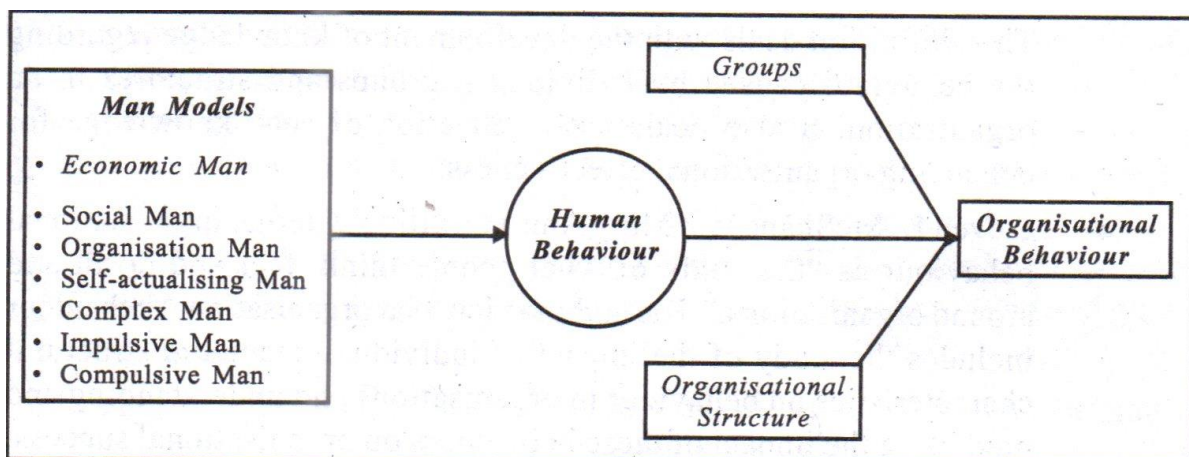 Groups
Man Models
• Economic Man
• Social Man
• Organisation Man
• Self-actualising Man
• Complex Man
• Impulsive Man
• Compulsive Man
Human
Behaviour
Organisational
Behaviour
Organisational
Structure